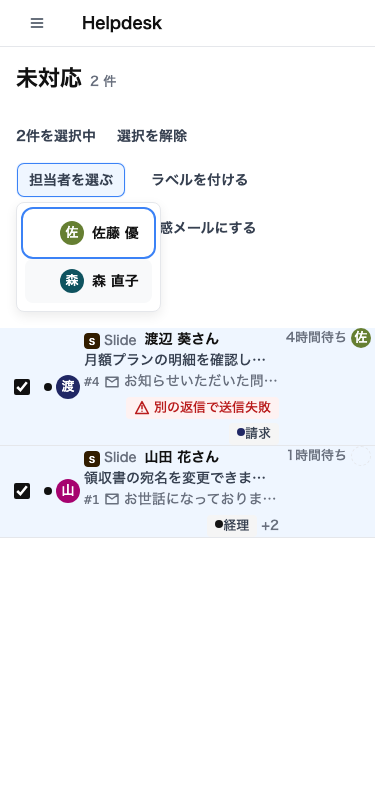 Helpdesk
未対応 2 件
2件を選択中 選択を解除
担当者を選ぶ ラベルを付ける
佐 佐藤 優
惑メールにする
森 森 直子
s Slide 渡辺 葵さん 4時間待ち 佐
月額プランの明細を確認し…
渡 #4 お知らせいただいた問…
別の返信で送信失敗
請求
s Slide 山田 花さん 1時間待ち
領収書の宛名を変更できま…
山 #1 お世話になっておりま…
経理 +2